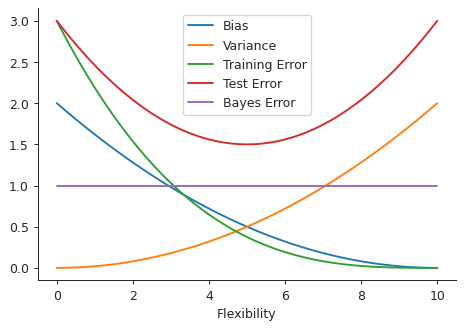 3.0
2.5
2.0
1.5
1.0
0.5
0.0
Bias
Variance
Training Error
Test Error
Bayes Error
0 2 4 6 8 10
Flexibility